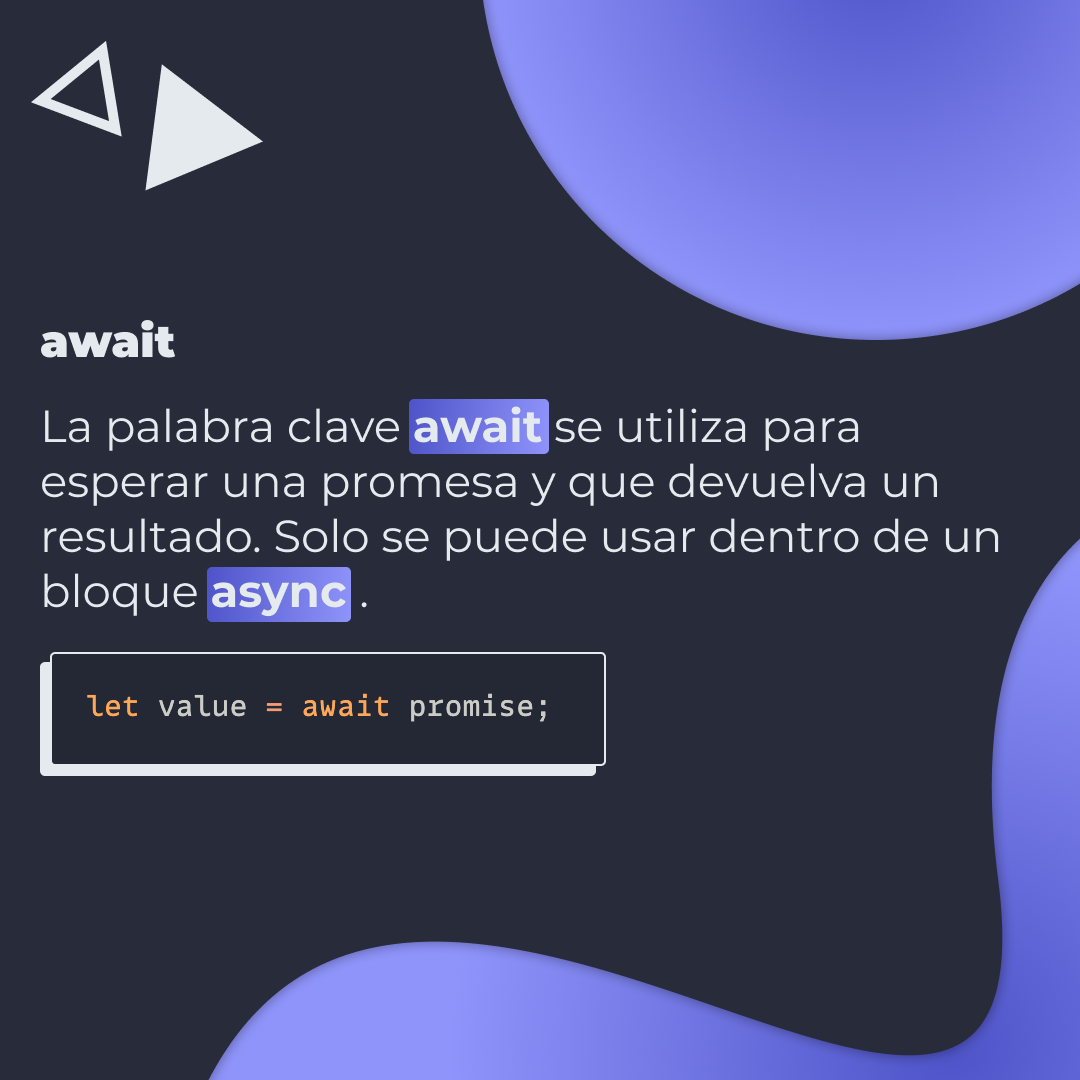 await
La palabra clave await se utiliza para
esperar una promesa y que devuelva un
resultado. Solo se puede usar dentro de un
bloque async .
let value = await promise;